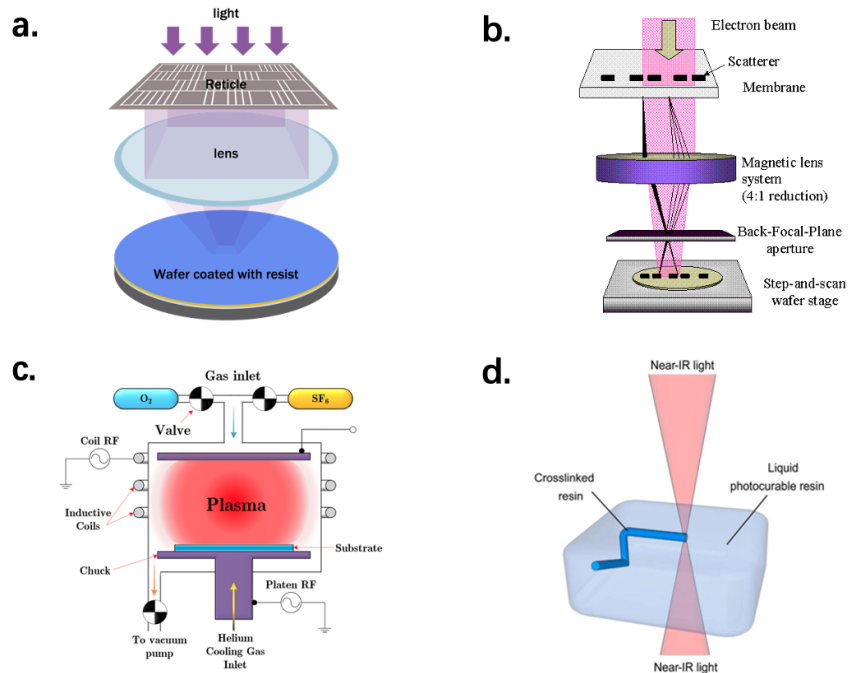 a.
light
Reticle
lens
Wafer coated with resist
b.
Electron beam
Scatterer
Membrane
Magnetic lens
system
(4:1 reduction)
Back-Focal-Plane
aperture
Step-and-scan
wafer stage
c.
Gas inlet
O₂
SF₆
Valve
Coil RF
Plasma
Inductive
Coils
Substrate
Chuck
Platen RF
To vacuum
pump
Helium
Cooling Gas
Inlet
d.
Near-IR light
Crosslinked
resin
Liquid
photocurable resin
Near-IR light